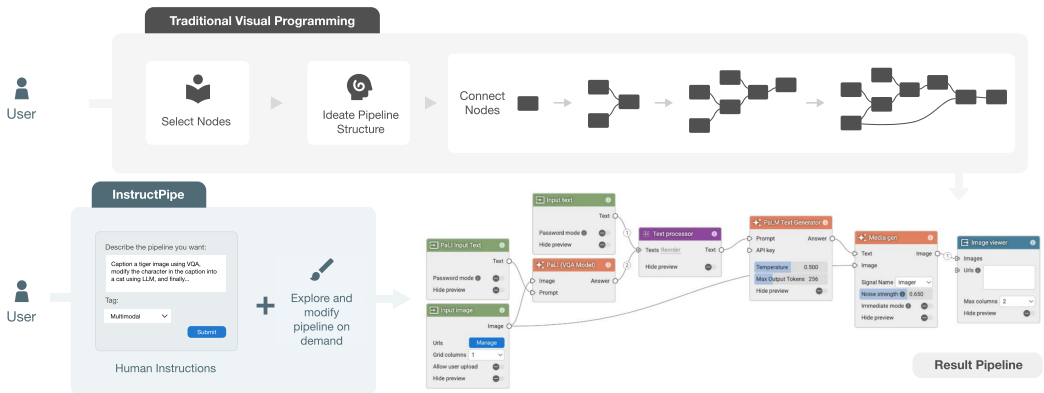 Traditional Visual Programming
User
Select Nodes
Ideate Pipeline
Structure
Connect
Nodes
InstructPipe
User
Describe the pipeline you want:
Caption a tiger image using VQA,
modify the character in the caption into
a cat using LLM, and finally...
Tag:
Multimodal
Submit
Human Instructions
+
Explore and
modify
pipeline on
demand
PaLI Input Text
Text
Password mode
Hide preview
Input image
Image
Urls
Manage
Grid columns 1
Allow user upload
Hide preview
Input text
Text
Password mode
Hide preview
PaLI (VQA Model)
Image Answer
Prompt
1
2
Text processor
Texts Reorder Text
Hide preview
PaLM Text Generator
Prompt Answer
API key
Temperature 0.500
Max Output Tokens 256
Hide preview
Media gen
Text Image
Image
Signal Name Imager
Noise strength 0.650
Immediate mode
Hide preview
1
Image viewer
Images
Urls
Max columns 2
Hide preview
Result Pipeline